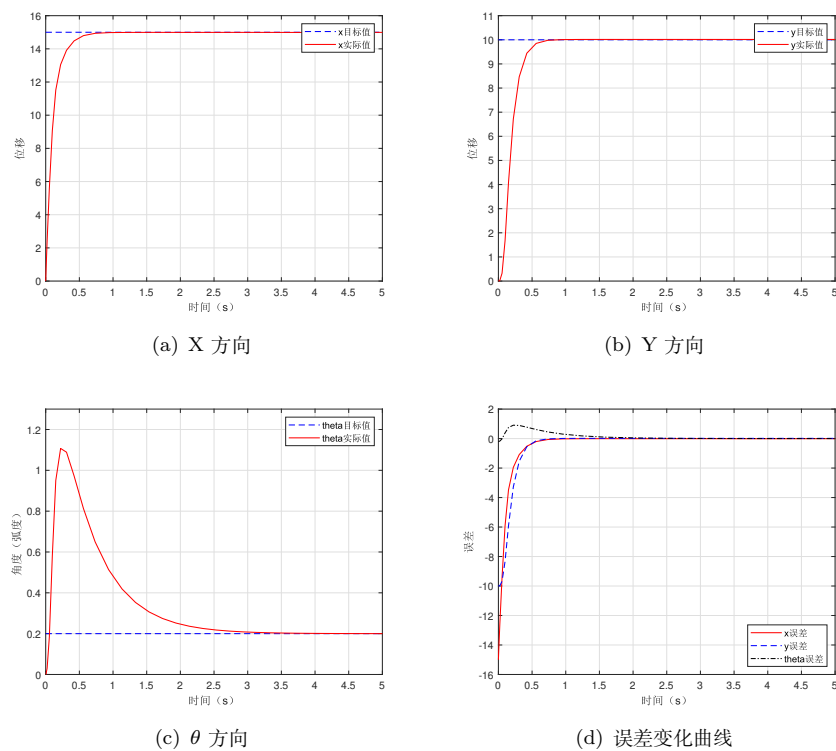 16
14
12
10
8
6
4
2
0
位移
x目标值
x实际值
0 0.5 1 1.5 2 2.5 3 3.5 4 4.5 5
时间（s）
(a) X 方向
10
9
8
7
6
5
4
3
2
1
0
位移
y目标值
y实际值
0 0.5 1 1.5 2 2.5 3 3.5 4 4.5 5
时间（s）
(b) Y 方向
1.2
1
0.8
0.6
0.4
0.2
0
角度（弧度）
theta目标值
theta实际值
0 0.5 1 1.5 2 2.5 3 3.5 4 4.5 5
时间（s）
(c) θ 方向
2
0
-2
-4
-6
-8
-10
-12
-14
-16
误差
x误差
y误差
theta误差
0 0.5 1 1.5 2 2.5 3 3.5 4 4.5 5
时间（s）
(d) 误差变化曲线